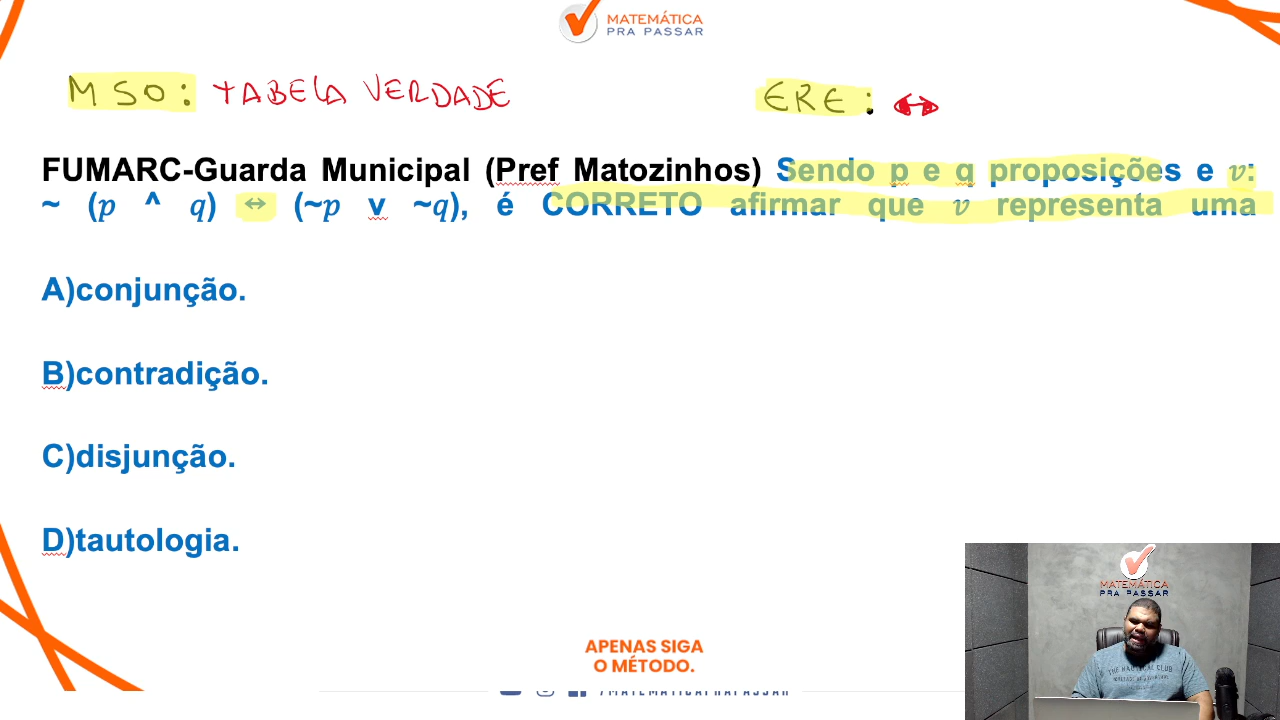 MATEMÁTICA
PRA PASSAR
MSO: TABELA VERDADE
ERE: ↔
FUMARC-Guarda Municipal (Pref Matozinhos) Sendo p e q proposições e v:
~ (p ^ q) ↔ (~p v ~q), é CORRETO afirmar que v representa uma
A)conjunção.
B)contradição.
C)disjunção.
D)tautologia.
MATEMÁTICA
PRA PASSAR
APENAS SIGA
O MÉTODO.
/MATEMATICAPRAPASSAR